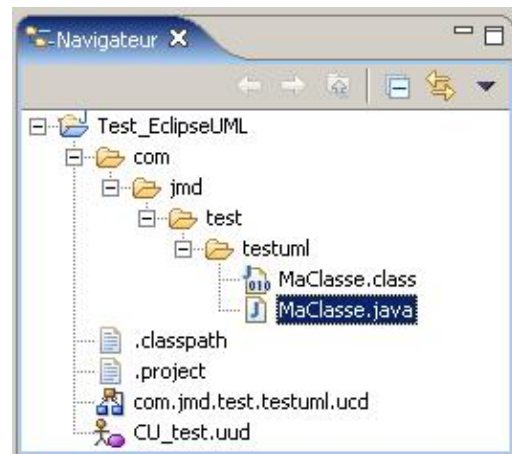 Navigateur
Test_EclipseUML
com
jmd
test
testuml
MaClasse.class
MaClasse.java
.classpath
.project
com.jmd.test.testuml.ucd
CU_test.uud